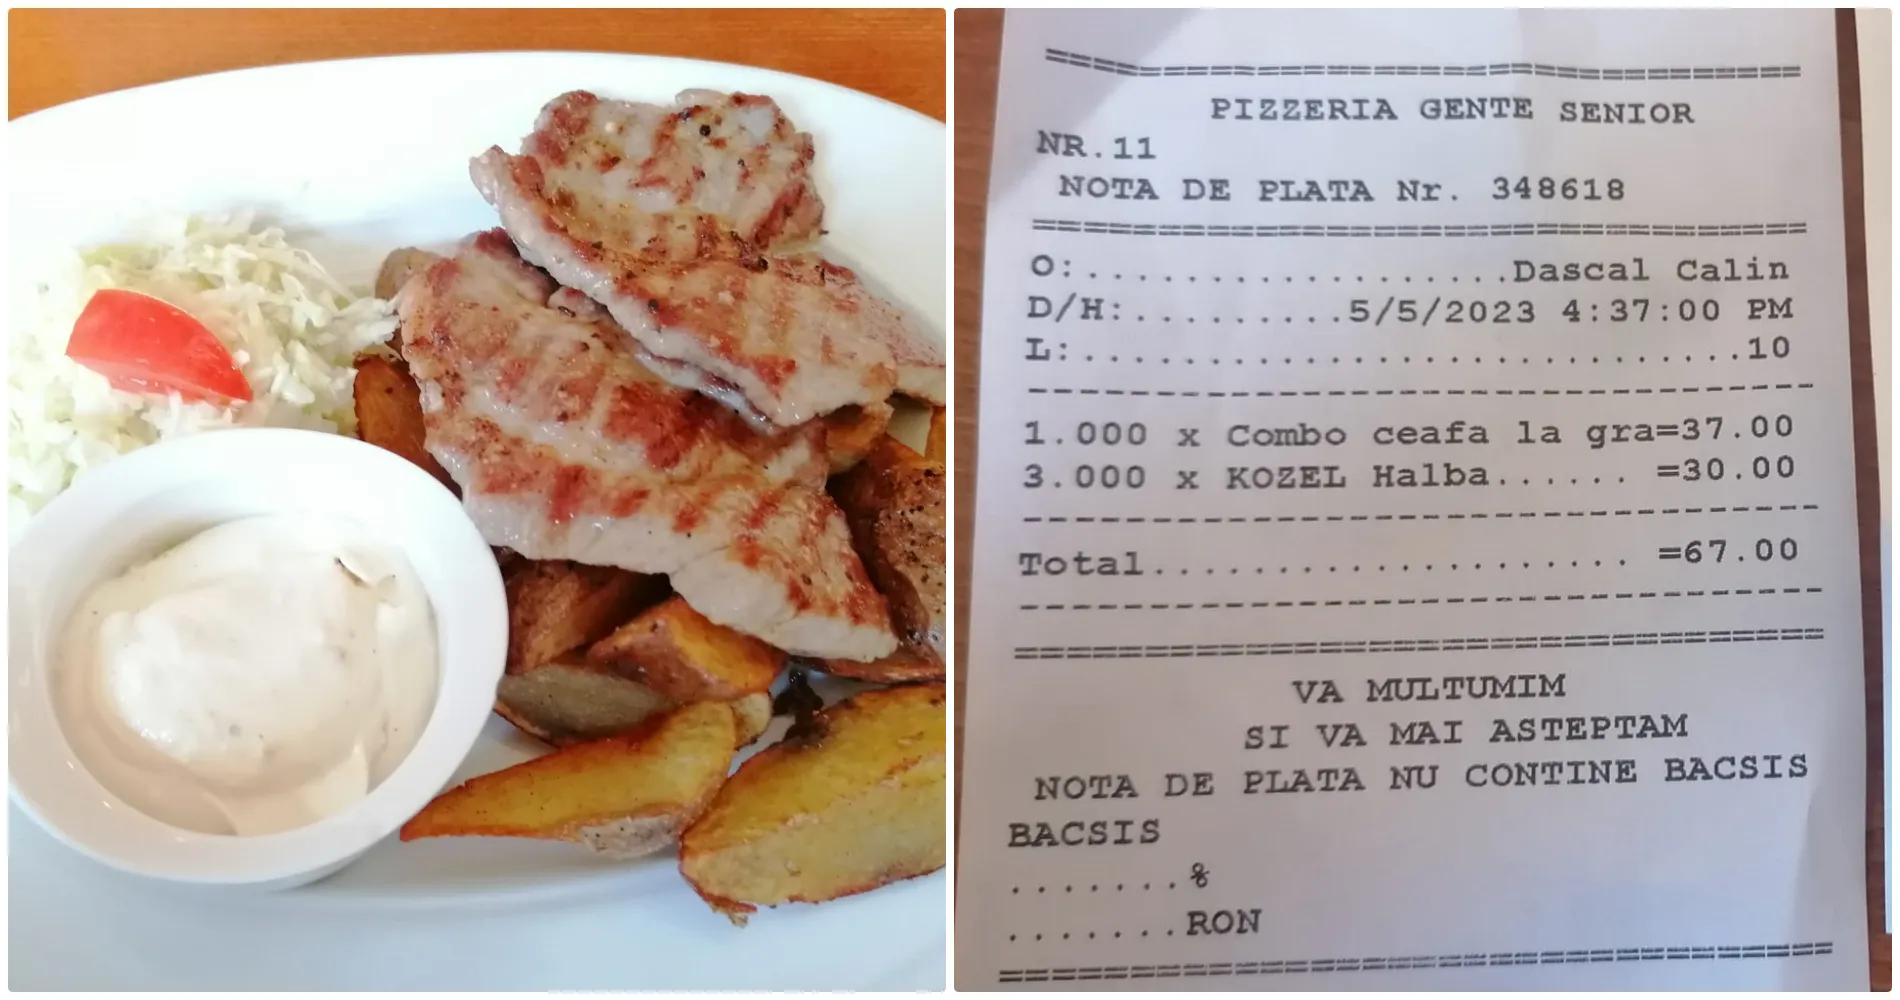 ====================================
PIZZERIA GENTE SENIOR
NR.11
NOTA DE PLATA Nr. 348618
====================================
O:.................Dascal Calin
D/H:.........5/5/2023 4:37:00 PM
L:...........................10
------------------------------------
1.000 x Combo ceafa la gra=37.00
3.000 x KOZEL Halba...... =30.00
------------------------------------
Total.................... =67.00
------------------------------------
====================================
VA MULTUMIM
SI VA MAI ASTEPTAM
NOTA DE PLATA NU CONTINE BACSIS
BACSIS
.......%
.......RON
====================================